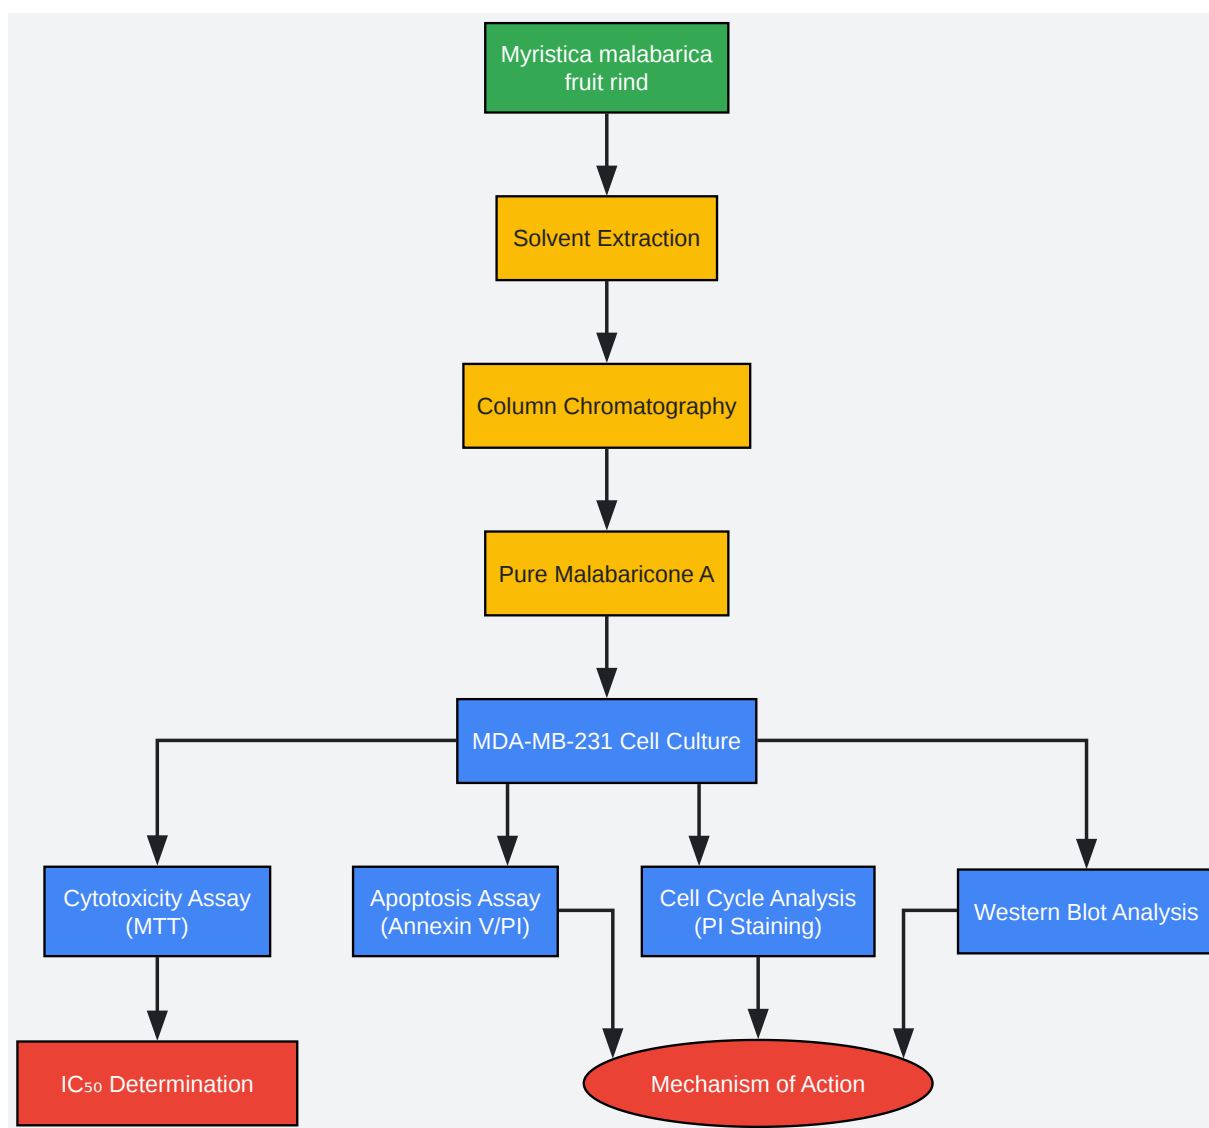 Myristica malabarica
fruit rind
Solvent Extraction
Column Chromatography
Pure Malabaricone A
MDA-MB-231 Cell Culture
Cytotoxicity Assay
(MTT)
Apoptosis Assay
(Annexin V/PI)
Cell Cycle Analysis
(PI Staining)
Western Blot Analysis
IC₅₀ Determination
Mechanism of Action